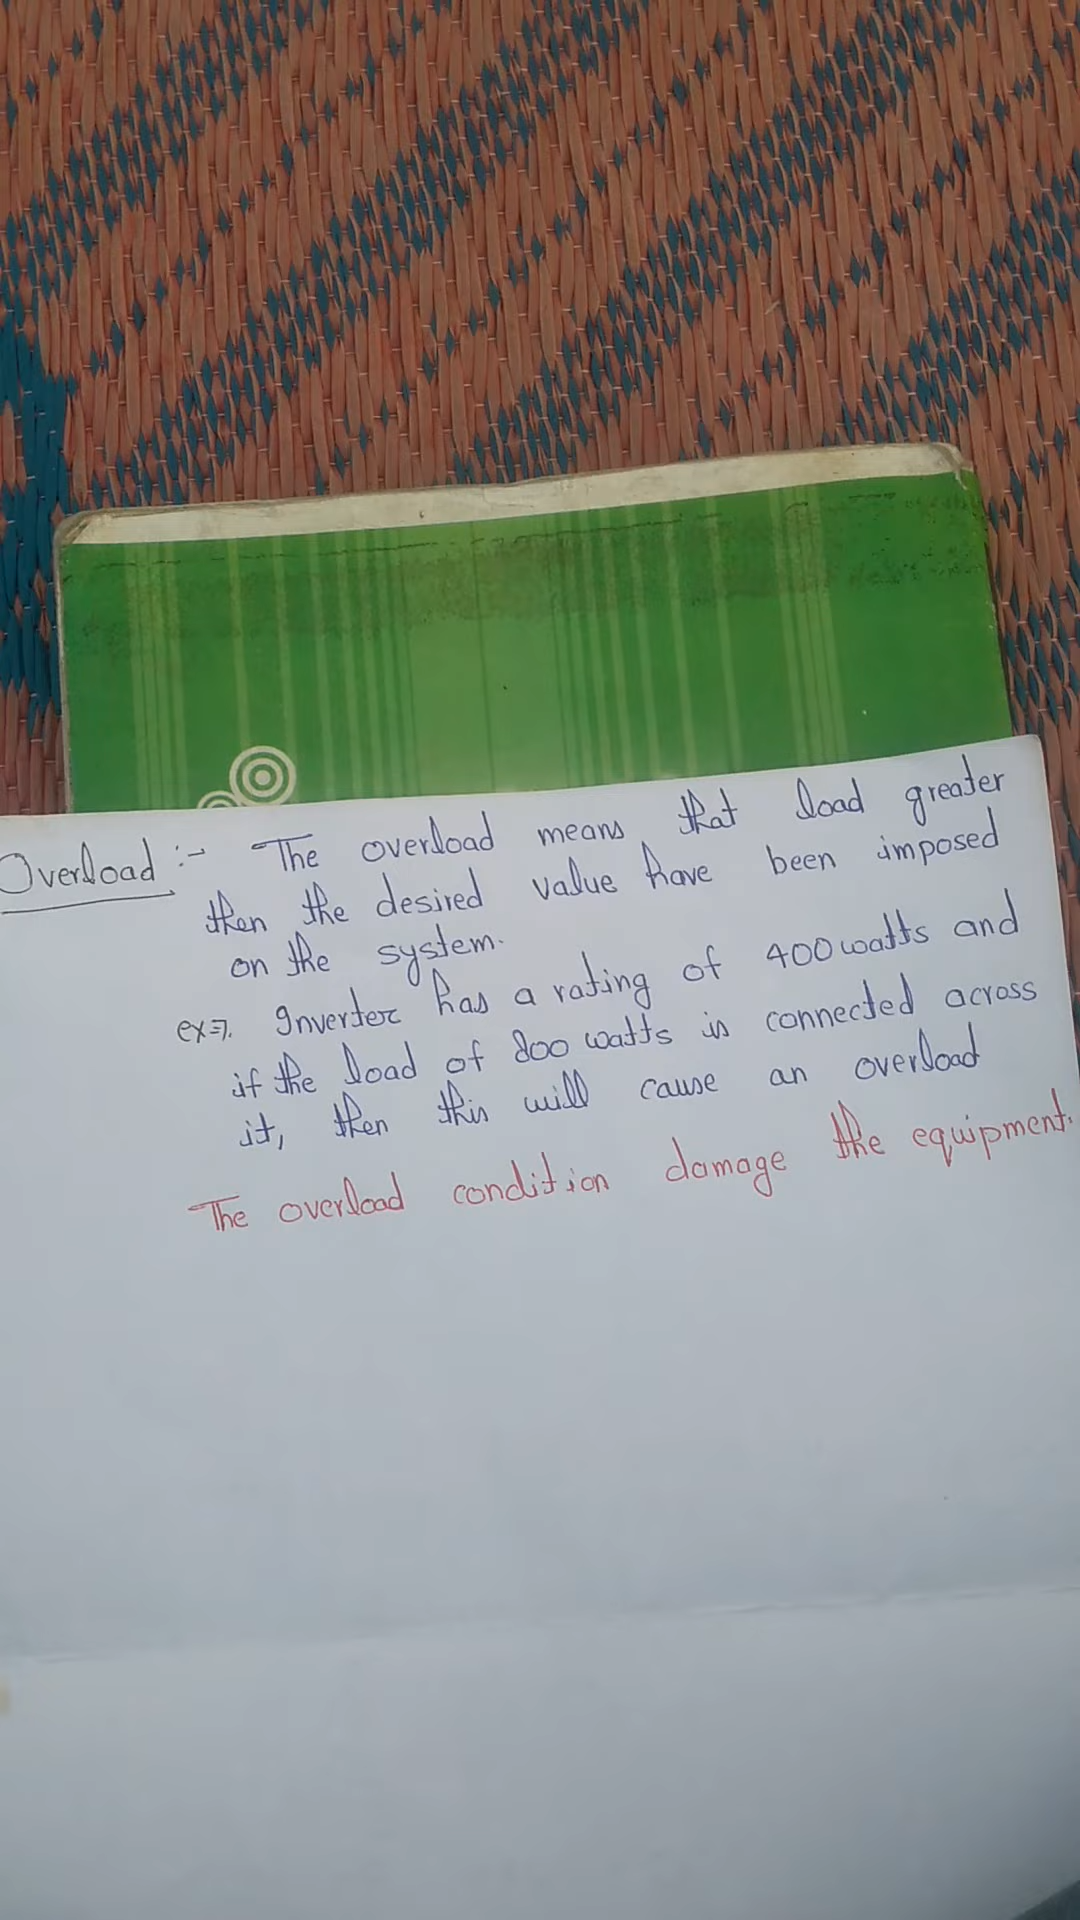 Overload :- The overload means that load greater
then the desired value have been imposed
on the system.
ex⇒. Inverter has a rating of 400 watts and
if the load of 800 watts is connected across
it, then this will cause an overload
The overload condition damage the equipment.